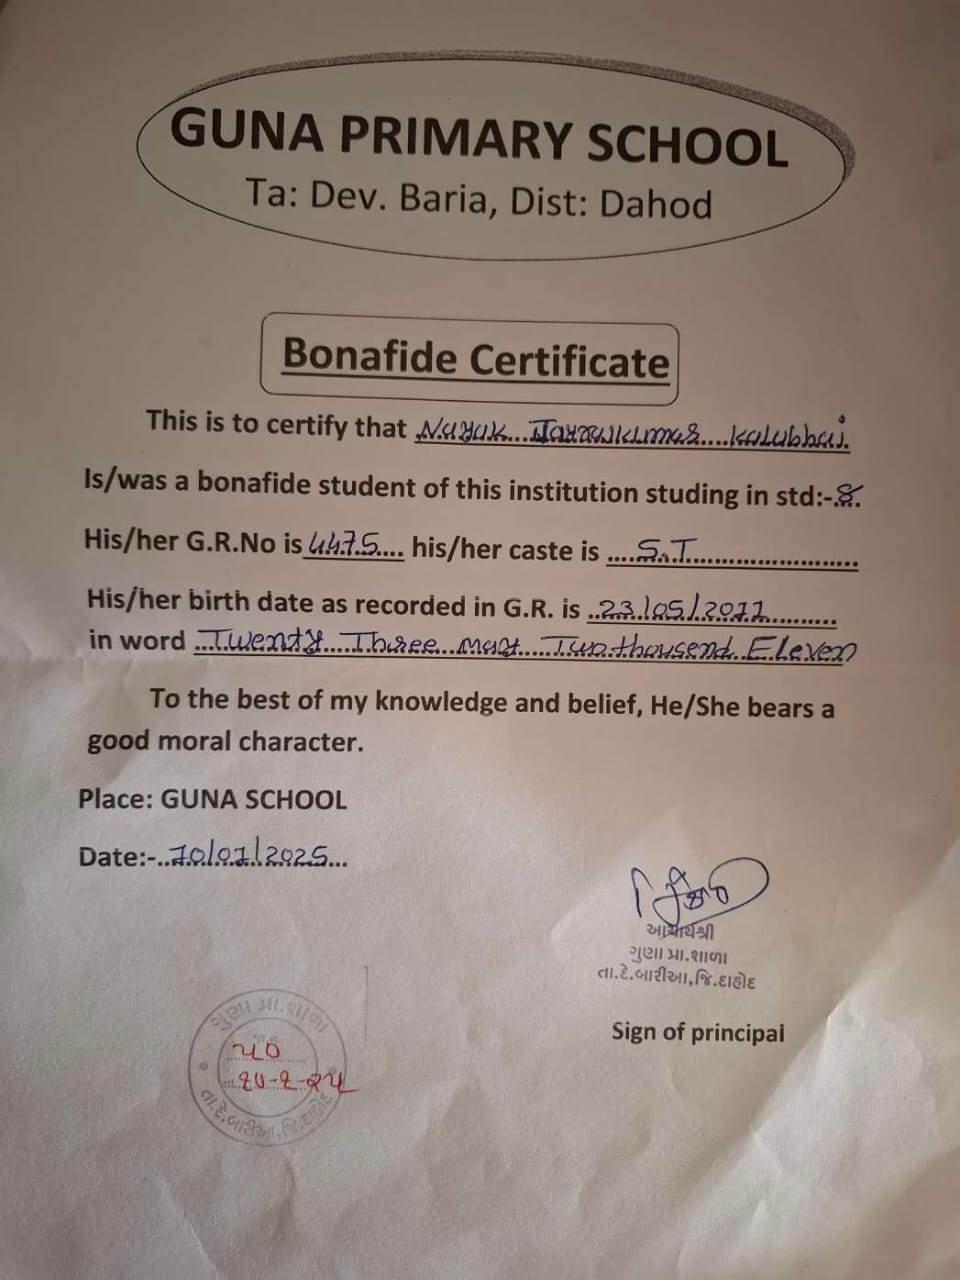 GUNA PRIMARY SCHOOL
Ta: Dev. Baria, Dist: Dahod
Bonafide Certificate
This is to certify that Nayak kalubhai.
Is/was a bonafide student of this institution studing in std:-8.
His/her G.R.No is 4475 his/her caste is S.T
His/her birth date as recorded in G.R. is 23/05/2011
in word Twenty Three may Two thousend Eleven
To the best of my knowledge and belief, He/She bears a
good moral character.
Place: GUNA SCHOOL
Date:- 10/01/2025
આચાર્યશ્રી
ગુણા પ્રા.શાળા
તા.દે.બારીઆ,જિ.દાહોદ
Sign of principal
ગુણા પ્રા.શાળા
તા.દે.બારીઆ,જિ.દાહોદ